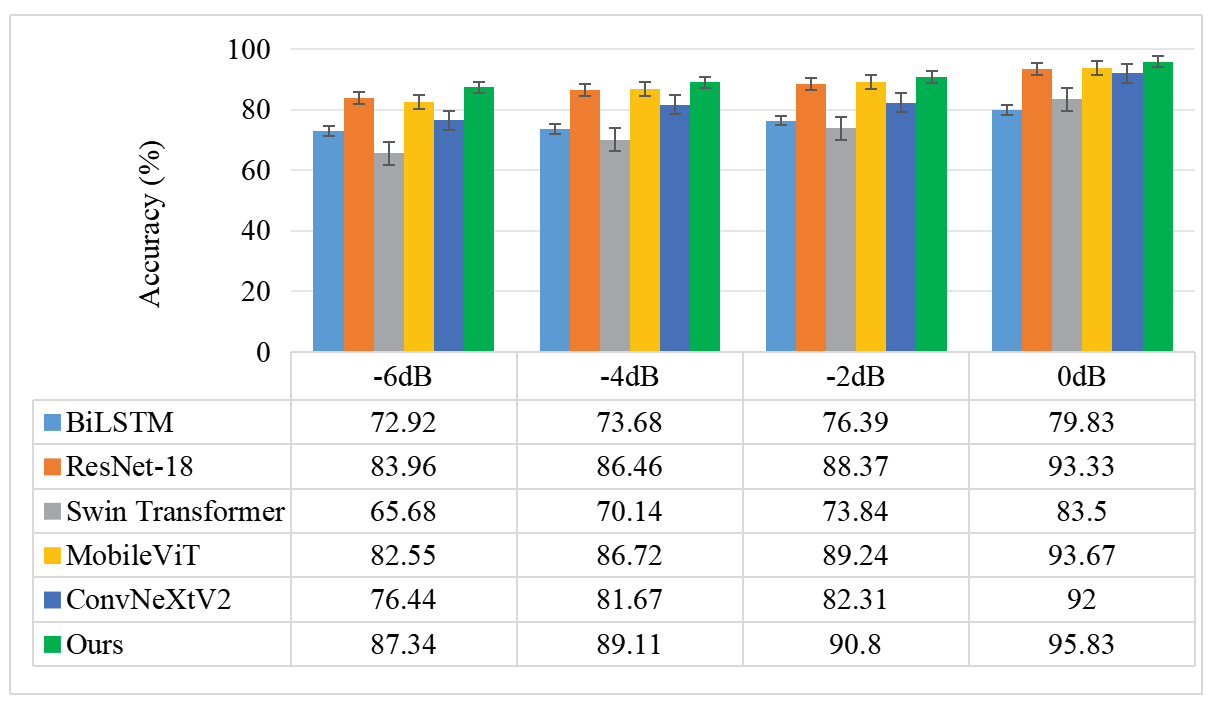 100
80
60
40
20
0
Accuracy (%)
-6dB -4dB -2dB 0dB
BiLSTM 72.92 73.68 76.39 79.83
ResNet-18 83.96 86.46 88.37 93.33
Swin Transformer 65.68 70.14 73.84 83.5
MobileViT 82.55 86.72 89.24 93.67
ConvNeXtV2 76.44 81.67 82.31 92
Ours 87.34 89.11 90.8 95.83